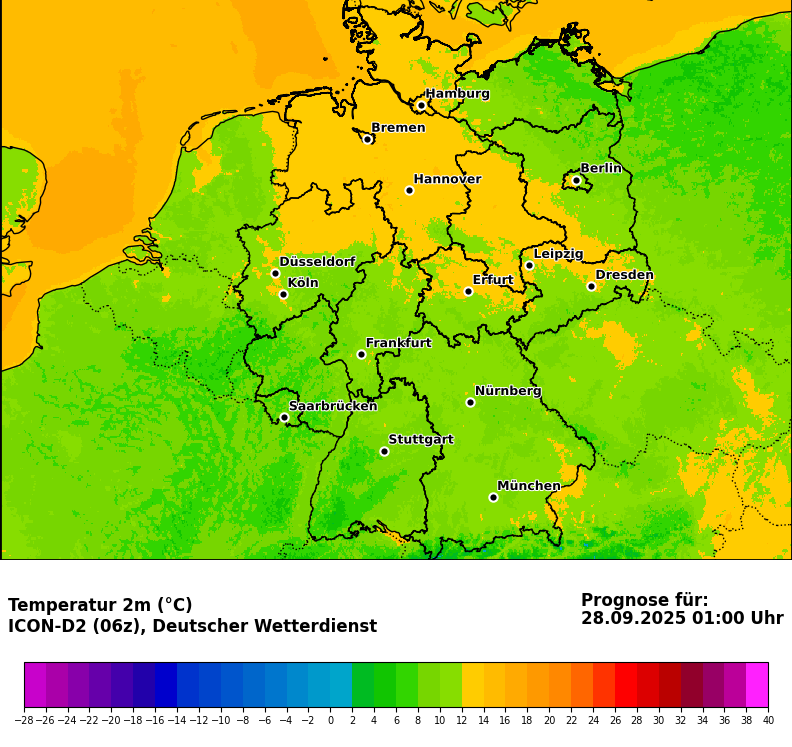 Hamburg
Bremen
Hannover
Berlin
Leipzig
Düsseldorf
Dresden
Köln
Erfurt
Frankfurt
Nürnberg
Saarbrücken
Stuttgart
München
Temperatur 2m (°C)
ICON-D2 (06z), Deutscher Wetterdienst
Prognose für:
28.09.2025 01:00 Uhr
−28 −26 −24 −22 −20 −18 −16 −14 −12 −10 −8 −6 −4 −2 0 2 4 6 8 10 12 14 16 18 20 22 24 26 28 30 32 34 36 38 40